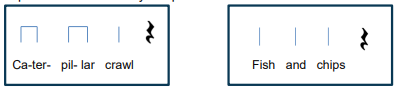 Ca-ter- pil- lar crawl
Fish and chips